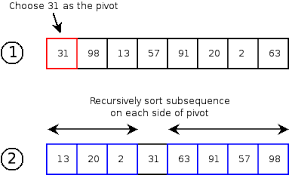 Choose 31 as the pivot
1 31 98 13 57 91 20 2 63
Recursively sort subsequence
on each side of pivot
2 13 20 2 31 63 91 57 98